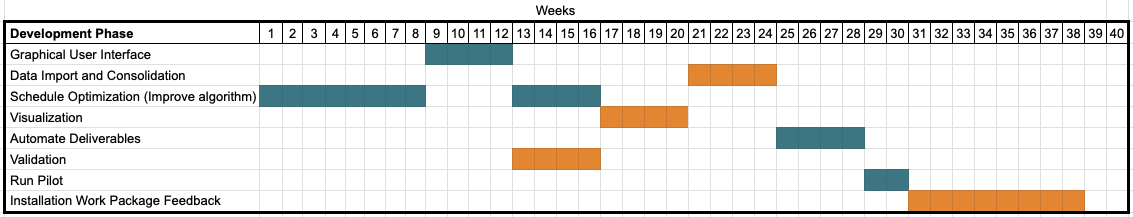 Weeks
Development Phase 1 2 3 4 5 6 7 8 9 10 11 12 13 14 15 16 17 18 19 20 21 22 23 24 25 26 27 28 29 30 31 32 33 34 35 36 37 38 39 40
Graphical User Interface
Data Import and Consolidation
Schedule Optimization (Improve algorithm)
Visualization
Automate Deliverables
Validation
Run Pilot
Installation Work Package Feedback